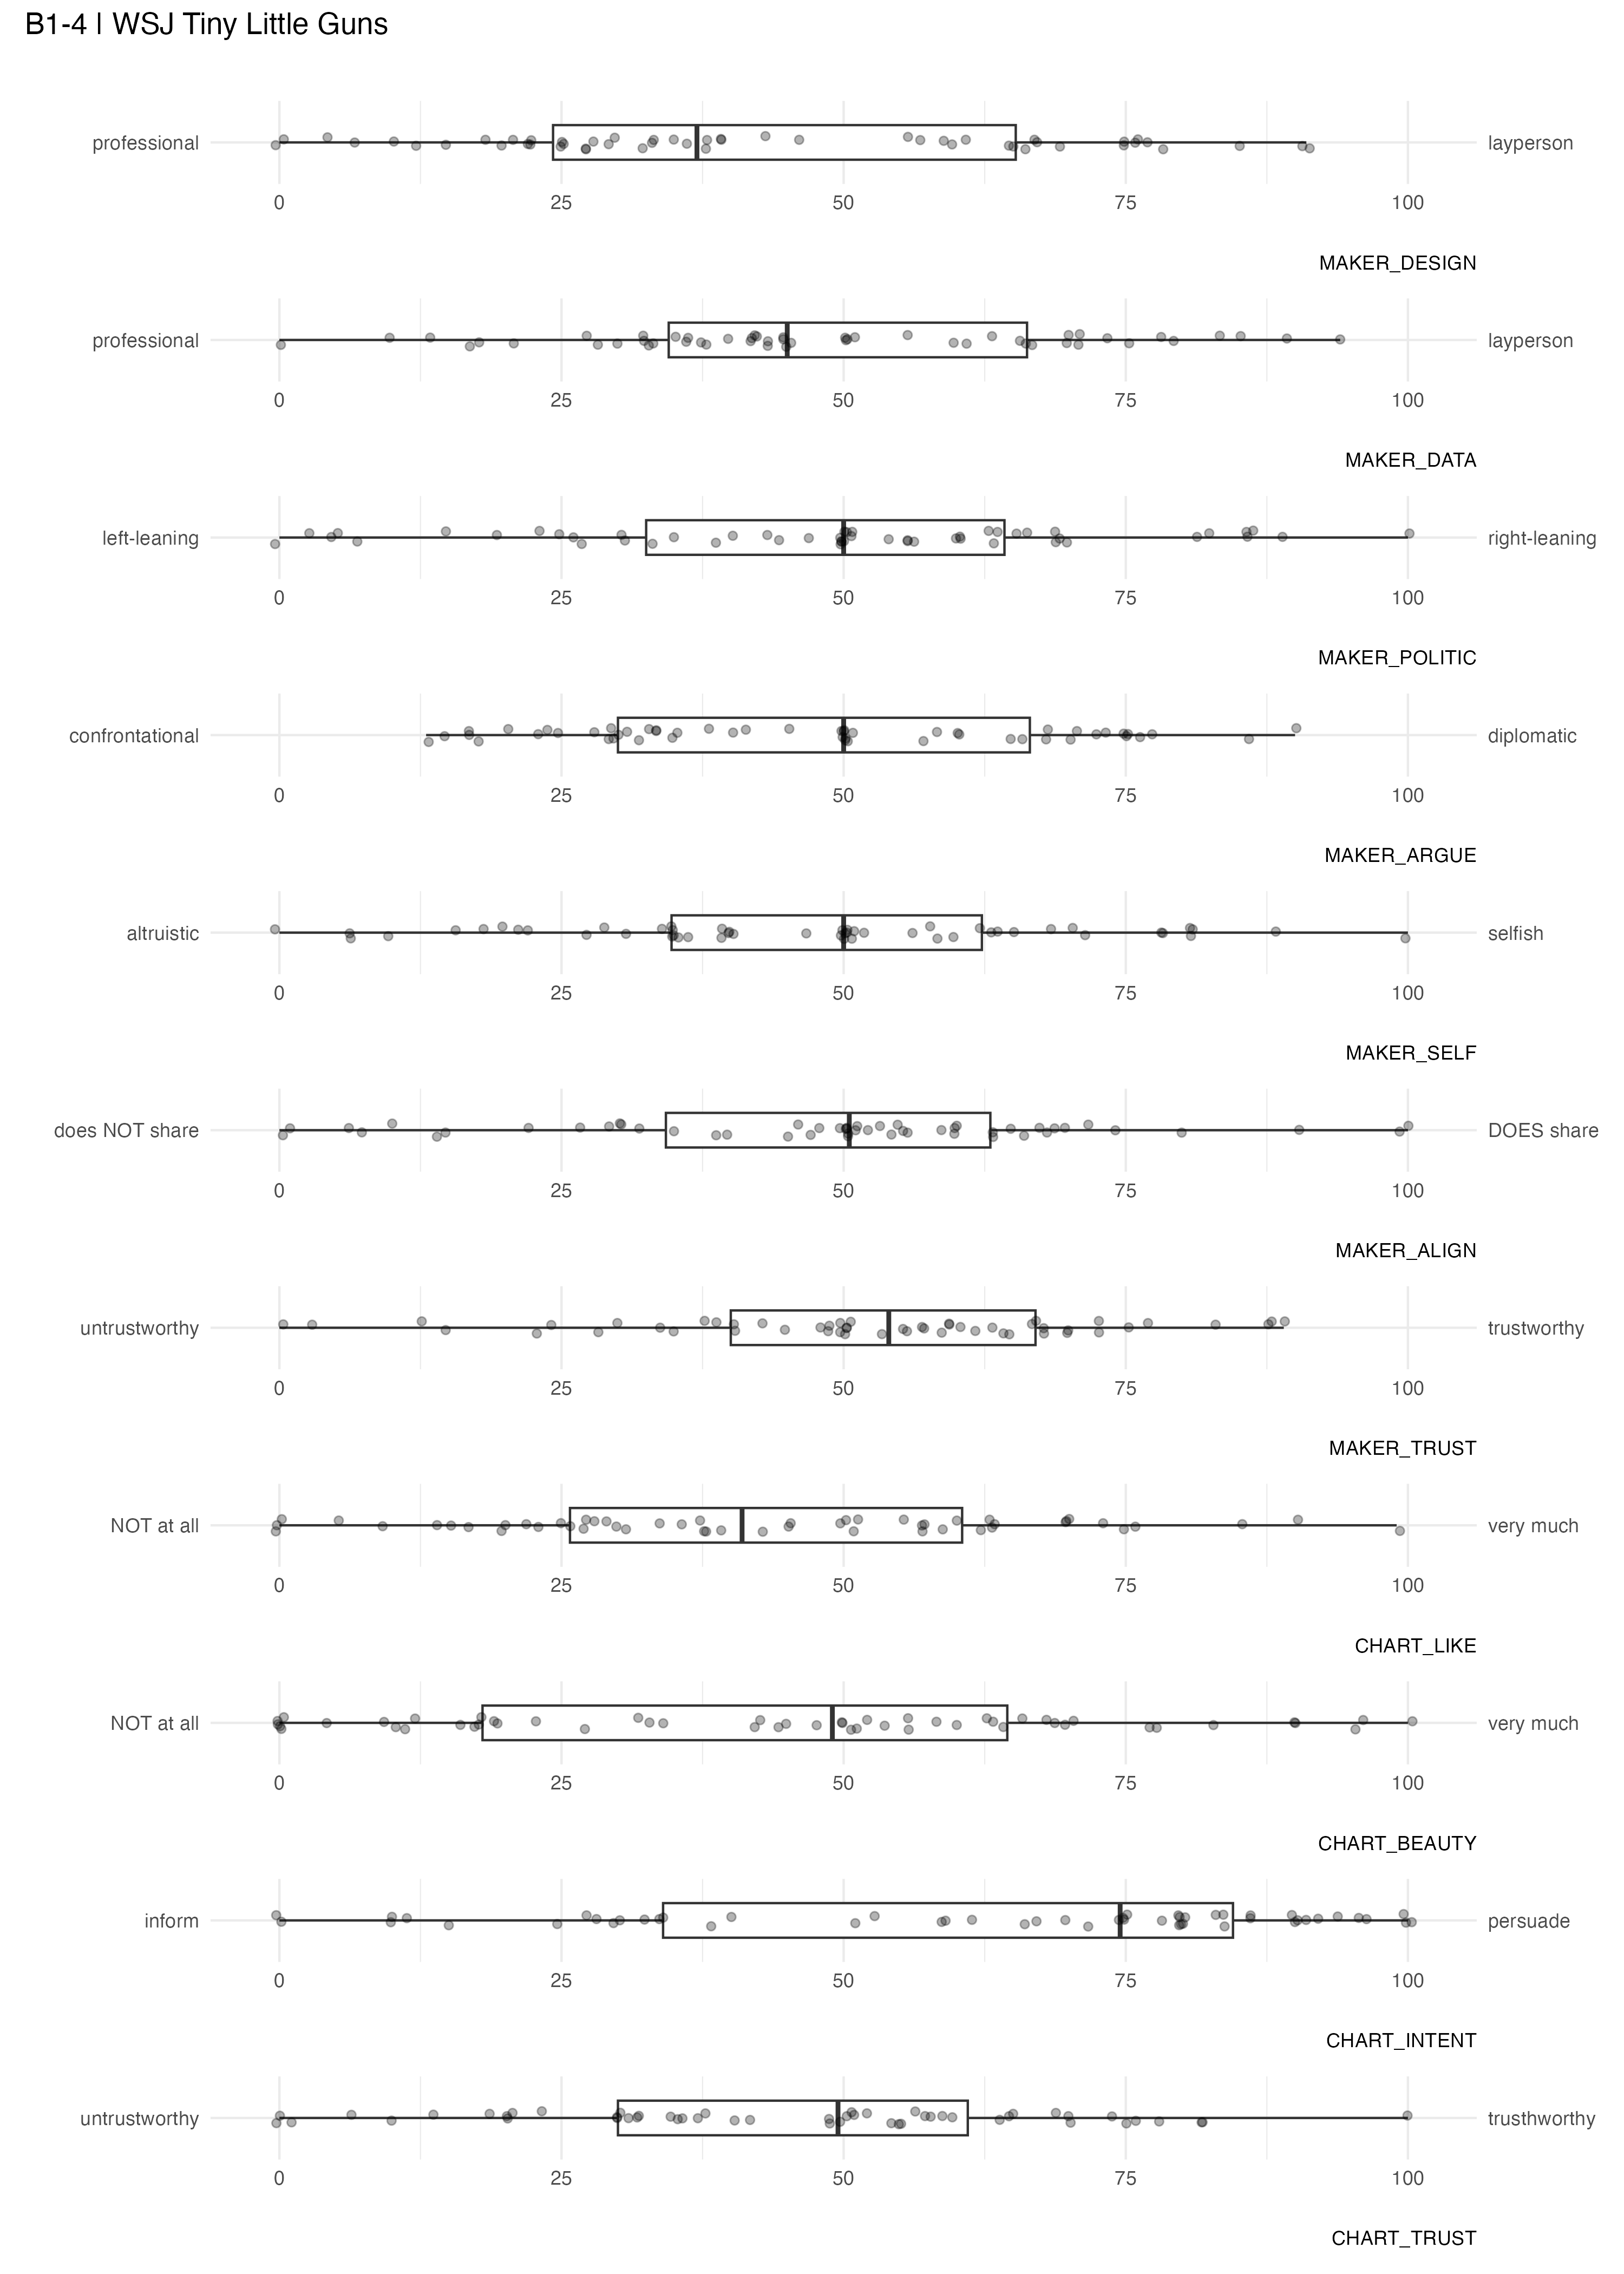 B1-4 | WSJ Tiny Little Guns
professional layperson
0 25 50 75 100
MAKER_DESIGN
professional layperson
0 25 50 75 100
MAKER_DATA
left-leaning right-leaning
0 25 50 75 100
MAKER_POLITIC
confrontational diplomatic
0 25 50 75 100
MAKER_ARGUE
altruistic selfish
0 25 50 75 100
MAKER_SELF
does NOT share DOES share
0 25 50 75 100
MAKER_ALIGN
untrustworthy trustworthy
0 25 50 75 100
MAKER_TRUST
NOT at all very much
0 25 50 75 100
CHART_LIKE
NOT at all very much
0 25 50 75 100
CHART_BEAUTY
inform persuade
0 25 50 75 100
CHART_INTENT
untrustworthy trusthworthy
0 25 50 75 100
CHART_TRUST